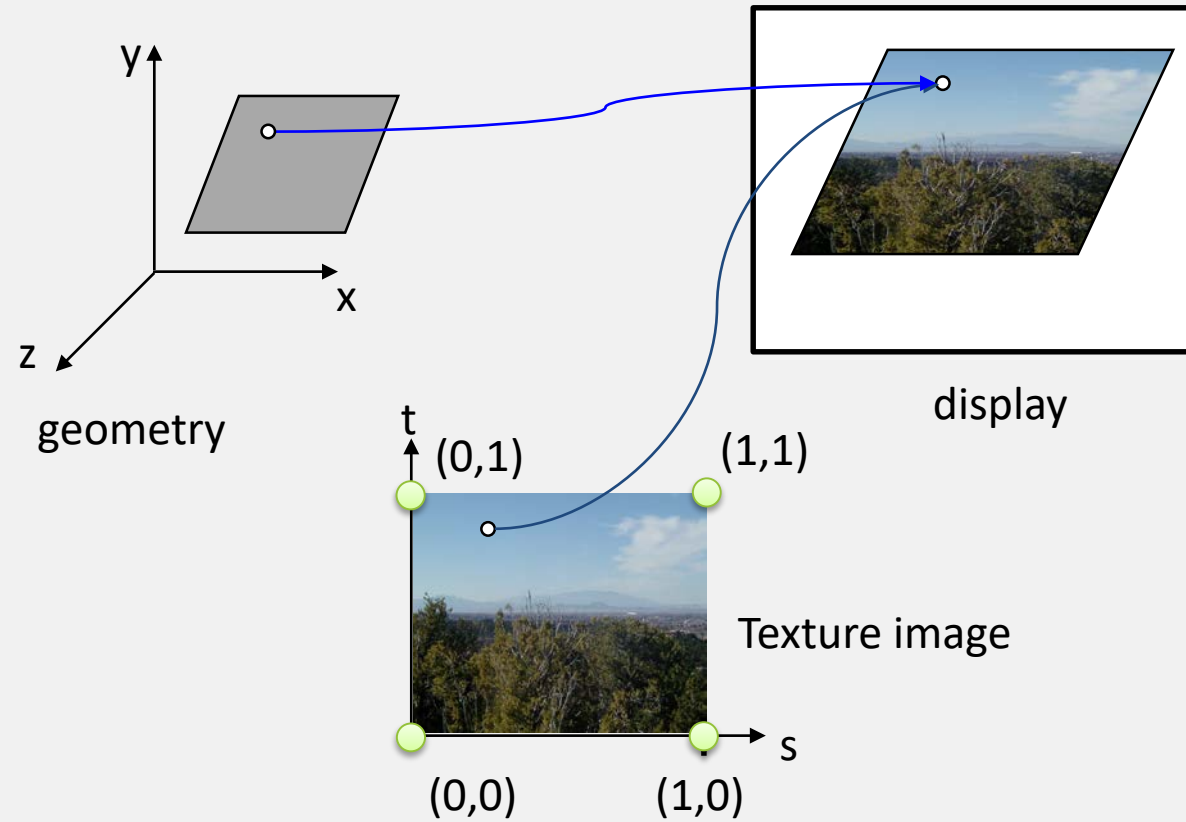 y
x
z
geometry
display
t
(0,1)
(1,1)
Texture image
s
(0,0)
(1,0)